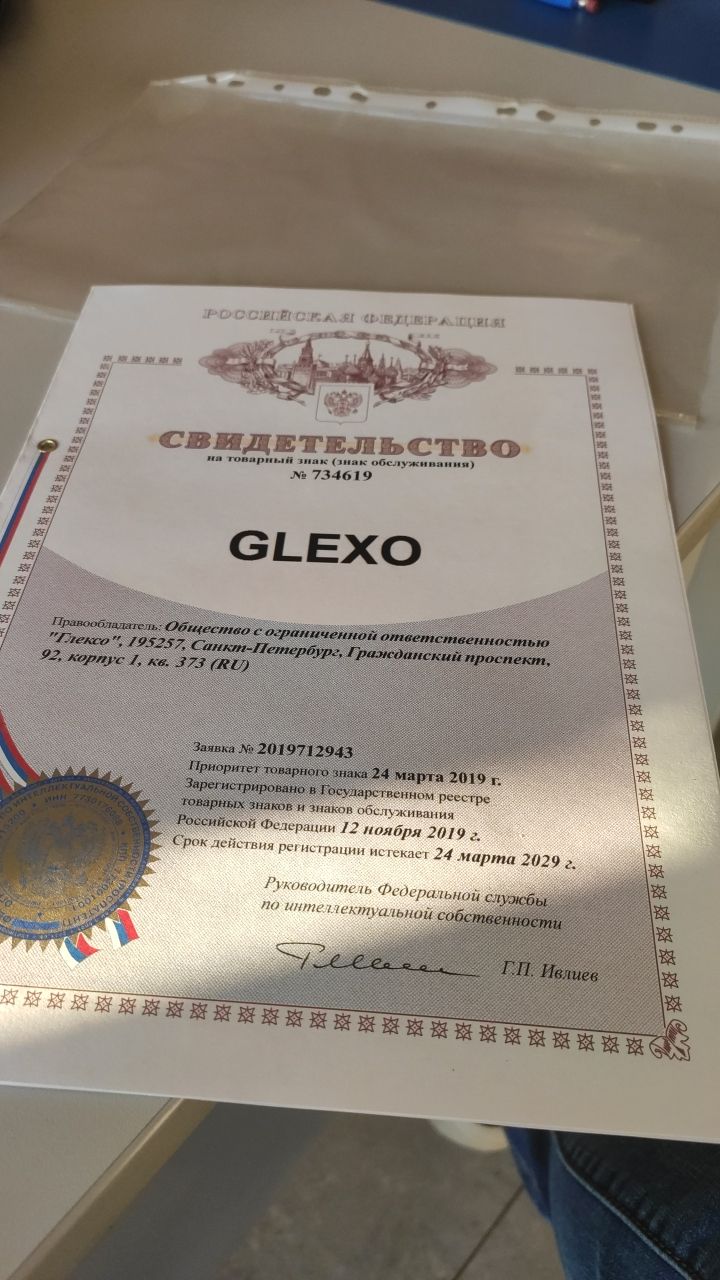 РОССИЙСКАЯ ФЕДЕРАЦИЯ
СВИДЕТЕЛЬСТВО
на товарный знак (знак обслуживания)
№ 734619
GLEXO
Правообладатель: Общество с ограниченной ответственностью
"Глексо", 195257, Санкт-Петербург, Гражданский проспект,
92, корпус 1, кв. 373 (RU)
Заявка № 2019712943
Приоритет товарного знака 24 марта 2019 г.
Зарегистрировано в Государственном реестре
товарных знаков и знаков обслуживания
Российской Федерации 12 ноября 2019 г.
Срок действия регистрации истекает 24 марта 2029 г.
Руководитель Федеральной службы
по интеллектуальной собственности
Г.П. Ивлиев
ИНТЕЛЛЕКТУАЛЬНОЙ СОБСТВЕННОСТИ